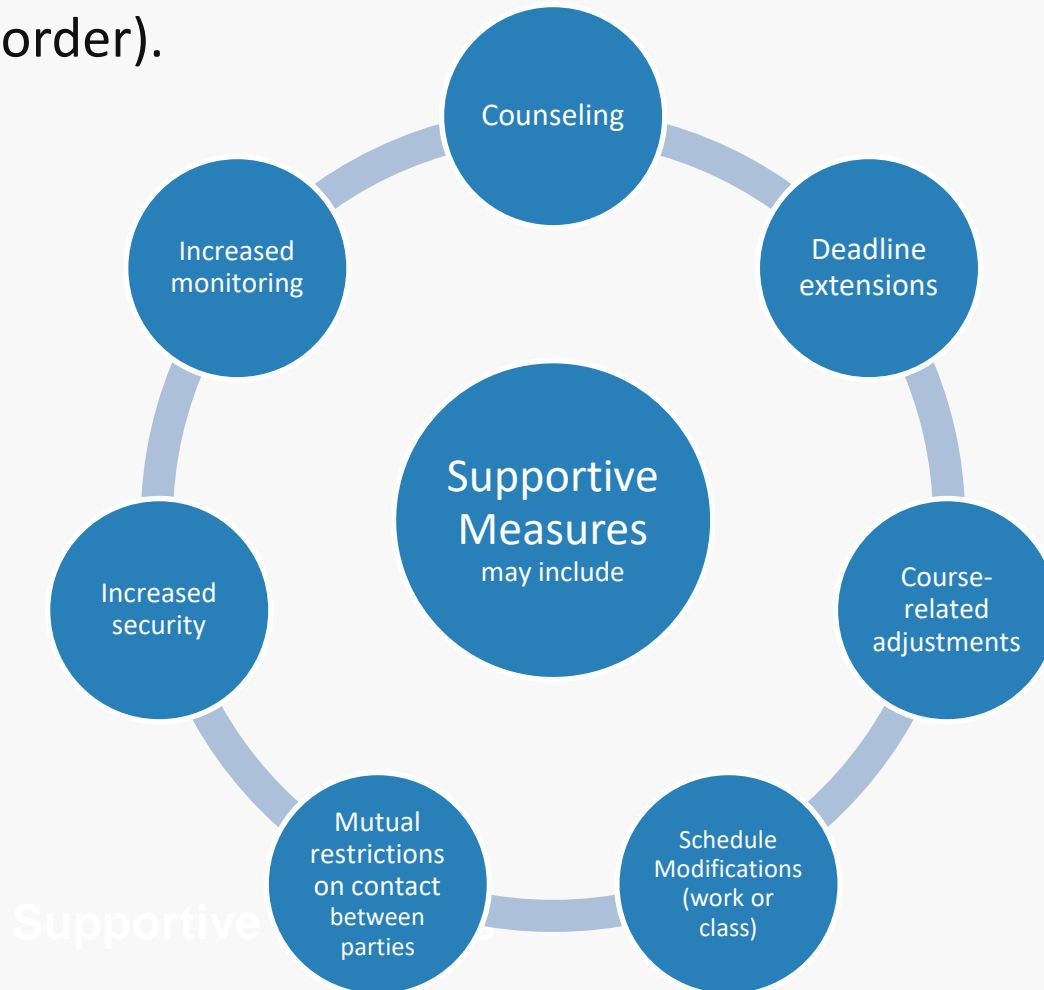 order).
Counseling
Deadline
extensions
Course-
related
adjustments
Schedule
Modifications
(work or
class)
Mutual
restrictions
on contact
between
parties
Increased
security
Increased
monitoring
Supportive
Measures
may include
Supportive